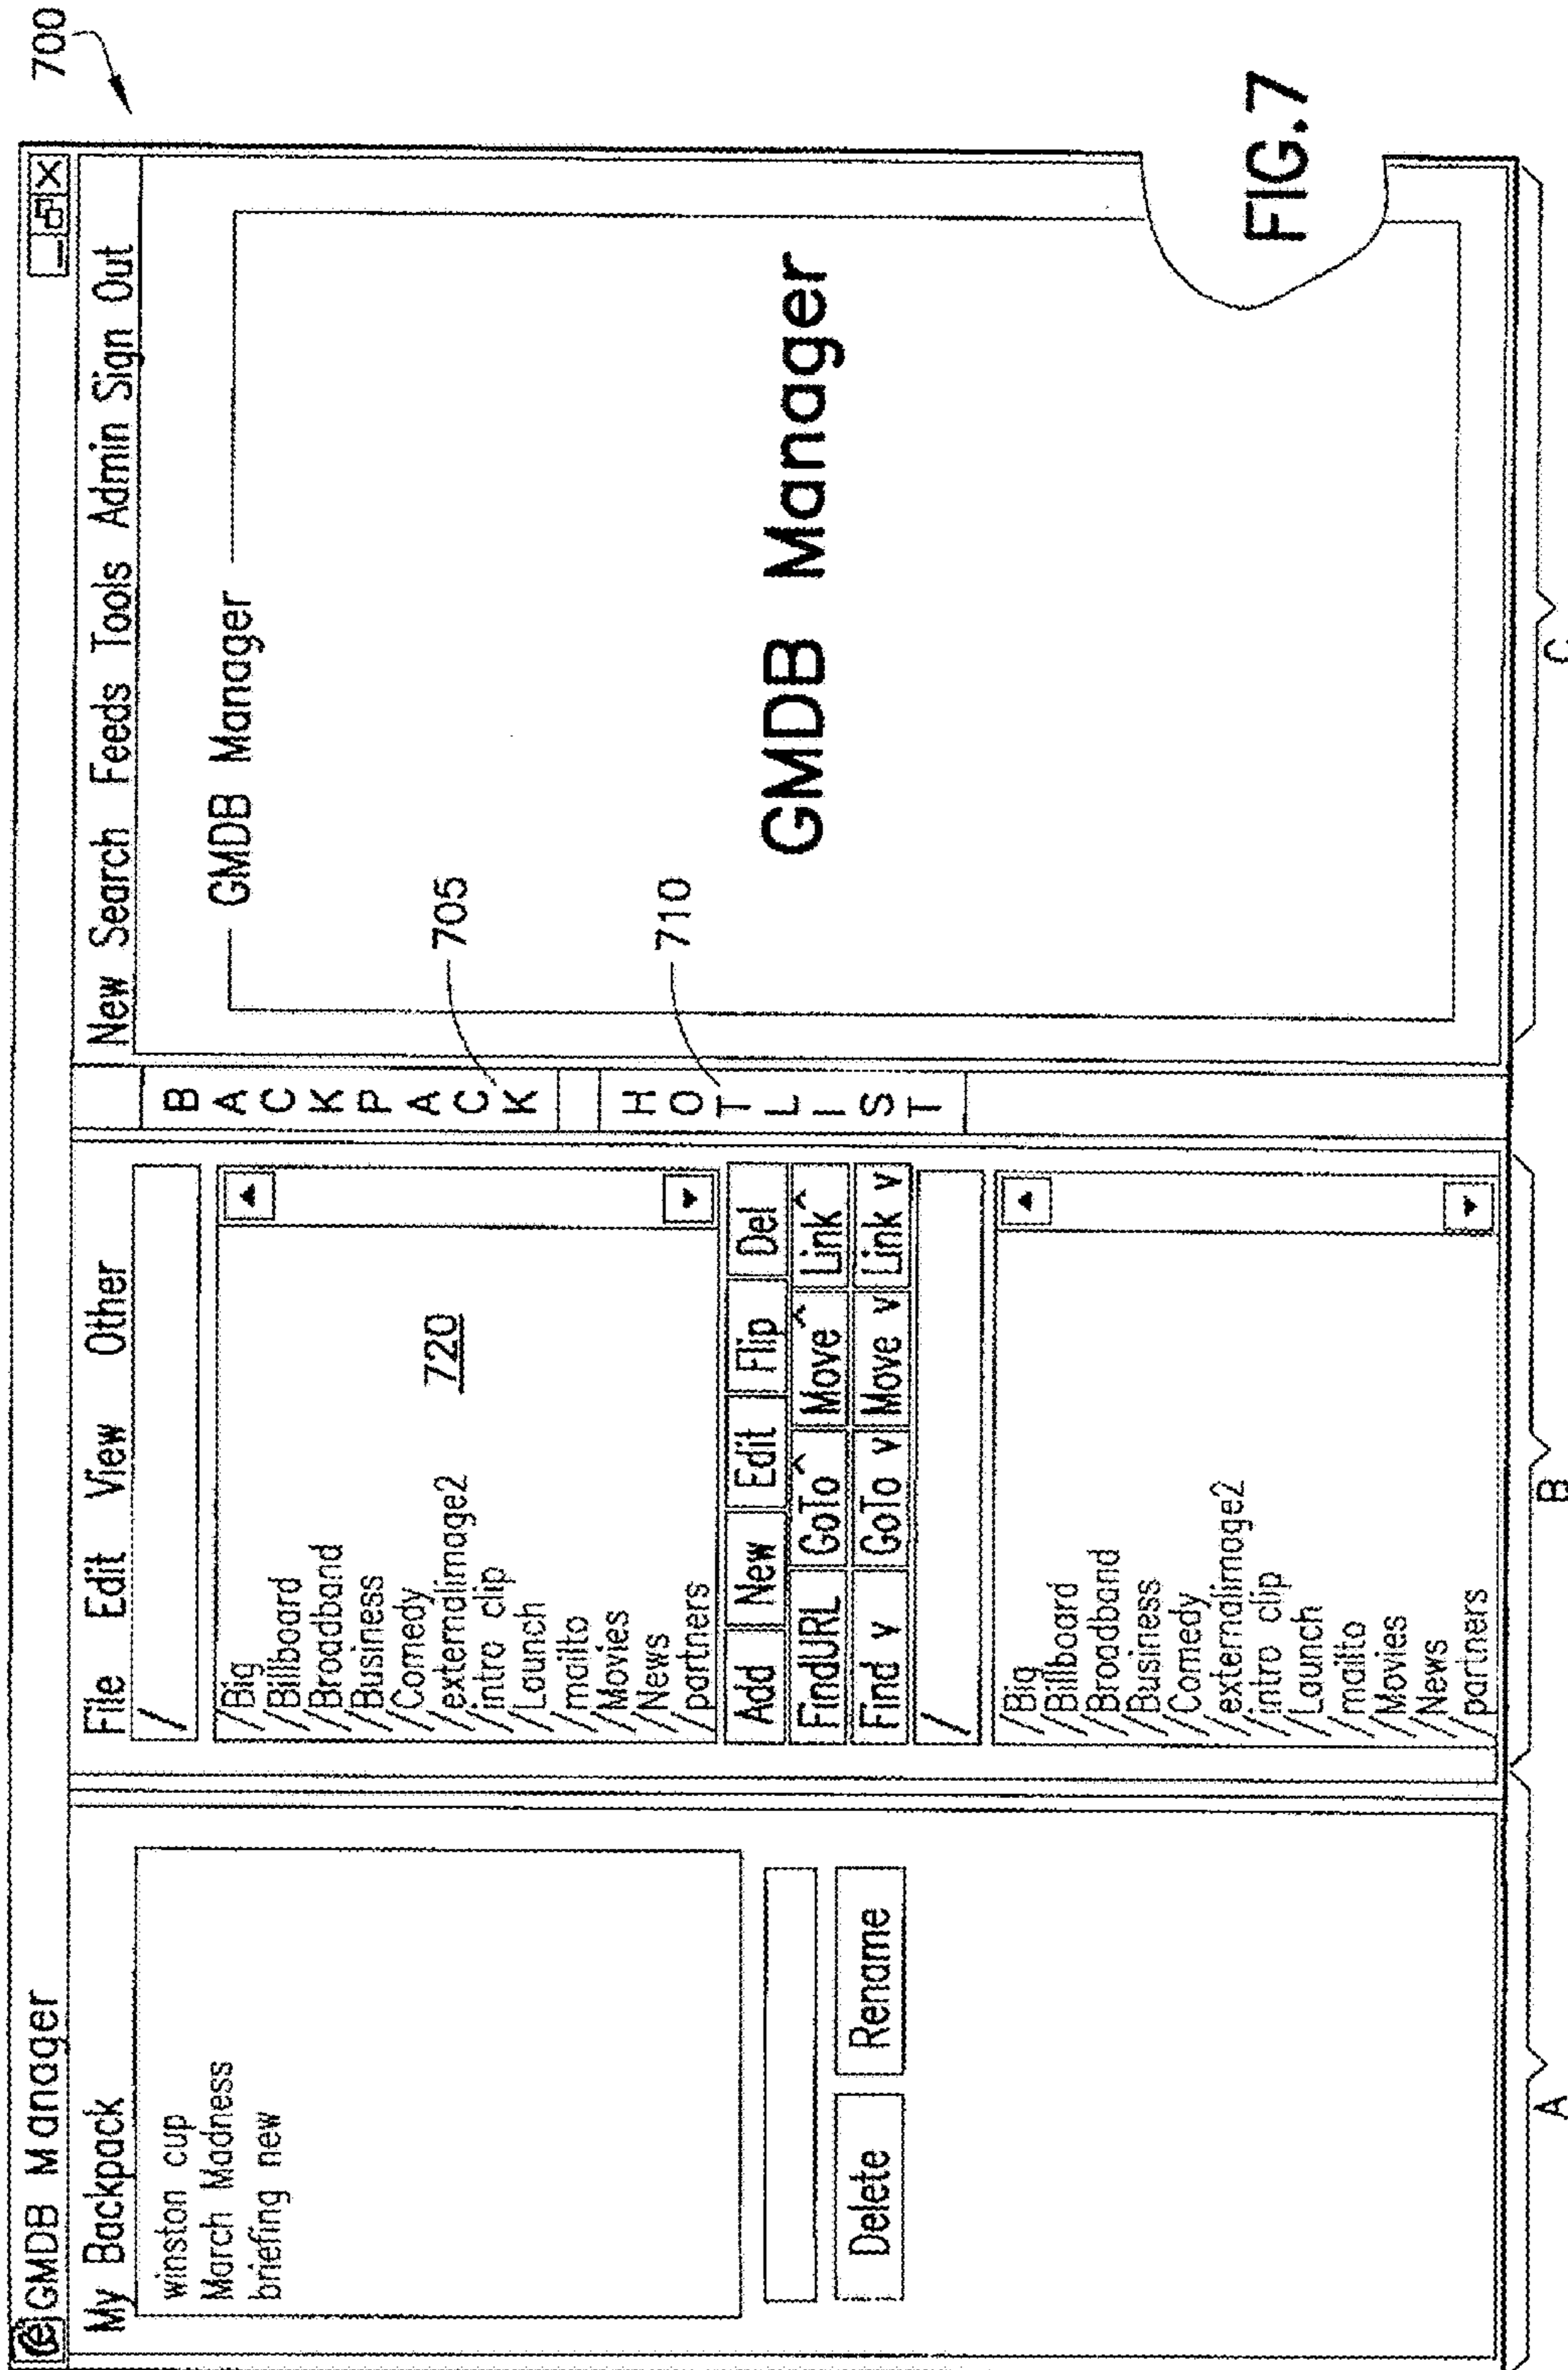 700
GMDB Manager
My Backpack
winston cup
March Madness
briefing new
Delete
Rename
A
File Edit View Other
/
/Big
/Billboard
/Broadband
/Business
/Comedy
/externalimage2
/intro clip
/Launch
/mailto
/Movies
/News
/partners
720
Add New Edit Flip Del
FindURL GoTo ^ Move ^ Link ^
Find v GoTo v Move v Link v
/
/Big
/Billboard
/Broadband
/Business
/Comedy
/externalimage2
/intro clip
/Launch
/mailto
/Movies
/News
/partners
B
BACKPACK
705
HOTLIST
710
New Search Feeds Tools Admin Sign Out
GMDB Manager
GMDB Manager
C
FIG.7